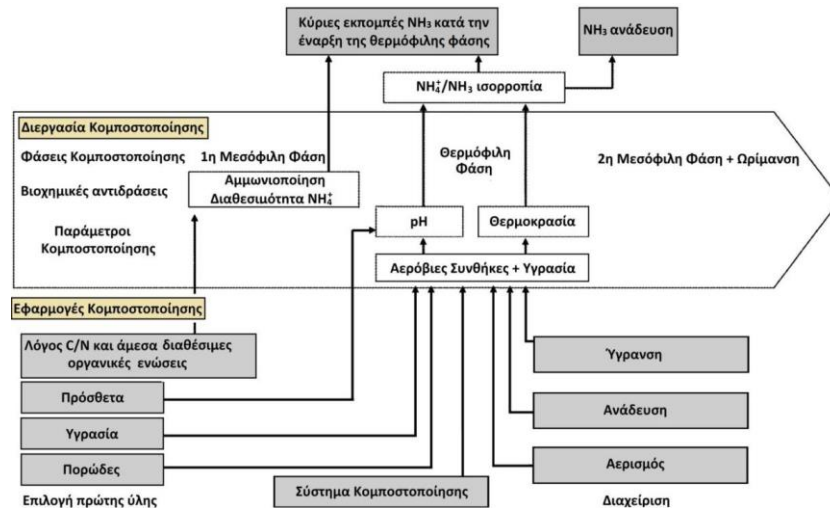 Κύριες εκπομπές NH₃ κατά την
έναρξη της θερμόφιλης φάσης
NH₃ ανάδευση
NH₄⁺/NH₃ ισορροπία
Διεργασία Κομποστοποίησης
Φάσεις Κομποστοποίησης
1η Μεσόφιλη Φάση
Θερμόφιλη
Φάση
2η Μεσόφιλη Φάση + Ωρίμανση
Βιοχημικές αντιδράσεις
Αμμωνιοποίηση
Διαθεσιμότητα NH₄⁺
Παράμετροι
Κομποστοποίησης
pH
Θερμοκρασία
Αερόβιες Συνθήκες + Υγρασία
Εφαρμογές Κομποστοποίησης
Λόγος C/N και άμεσα διαθέσιμες
οργανικές ενώσεις
Πρόσθετα
Υγρασία
Πορώδες
Επιλογή πρώτης ύλης
Σύστημα Κομποστοποίησης
Ύγρανση
Ανάδευση
Αερισμός
Διαχείριση